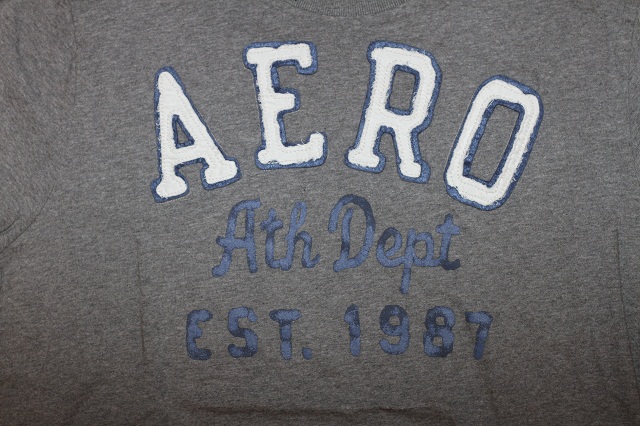 AERO
Ath Dept
EST. 1987